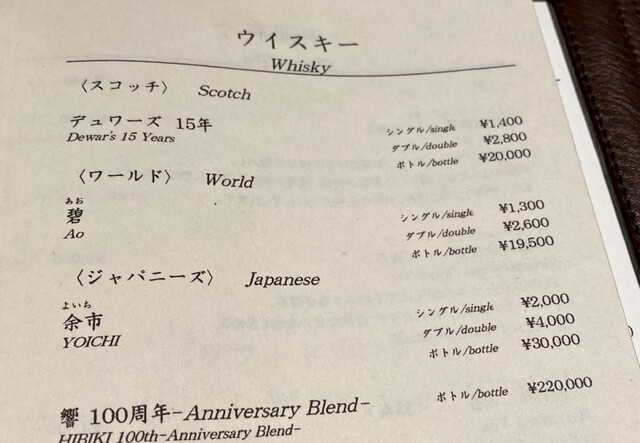 ウイスキー
Whisky
〈スコッチ〉 Scotch
デュワーズ 15年 シングル/single ¥1,400
Dewar's 15 Years ダブル/double ¥2,800
ボトル/bottle ¥20,000
〈ワールド〉 World
あお
碧 シングル/single ¥1,300
Ao ダブル/double ¥2,600
ボトル/bottle ¥19,500
〈ジャパニーズ〉 Japanese
よいち
余市 シングル/single ¥2,000
YOICHI ダブル/double ¥4,000
ボトル/bottle ¥30,000
響 100周年-Anniversary Blend- ボトル/bottle ¥220,000
HIBIKI 100th-Anniversary Blend-